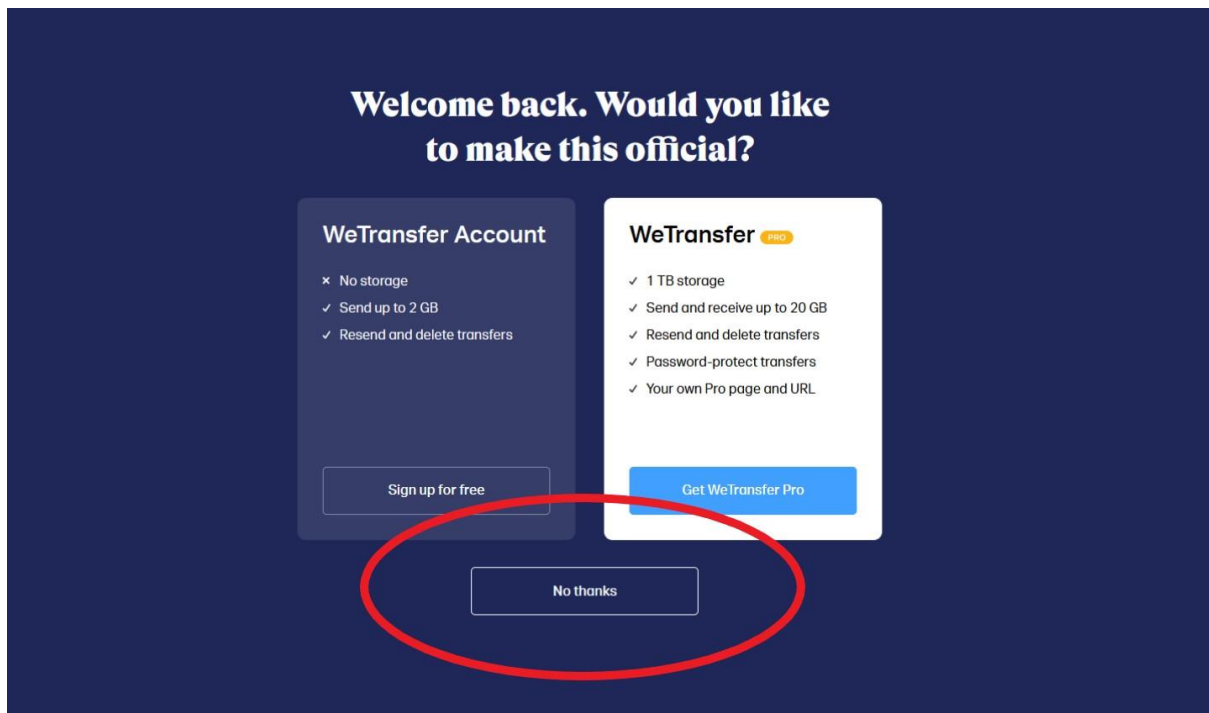 Welcome back. Would you like
to make this official?
WeTransfer Account
× No storage
✓ Send up to 2 GB
✓ Resend and delete transfers
Sign up for free
WeTransfer PRO
✓ 1 TB storage
✓ Send and receive up to 20 GB
✓ Resend and delete transfers
✓ Password-protect transfers
✓ Your own Pro page and URL
Get WeTransfer Pro
No thanks